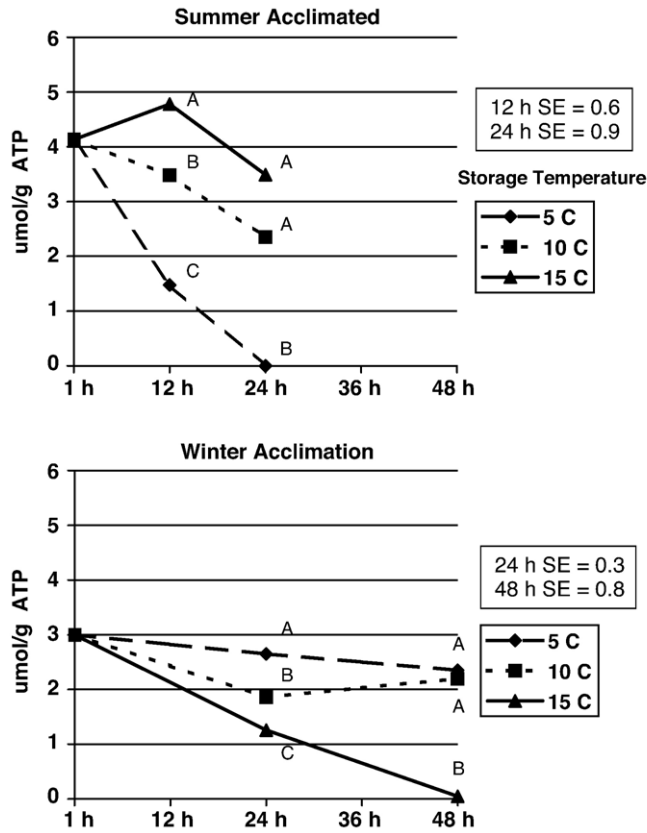 Summer Acclimated
6
5
4
3
2
1
0
umol/g ATP
A
B
C
A
A
B
1 h 12 h 24 h 36 h 48 h
12 h SE = 0.6
24 h SE = 0.9
Storage Temperature
5 C
10 C
15 C
Winter Acclimation
6
5
4
3
2
1
0
umol/g ATP
A
B
C
A
A
B
1 h 12 h 24 h 36 h 48 h
24 h SE = 0.3
48 h SE = 0.8
5 C
10 C
15 C